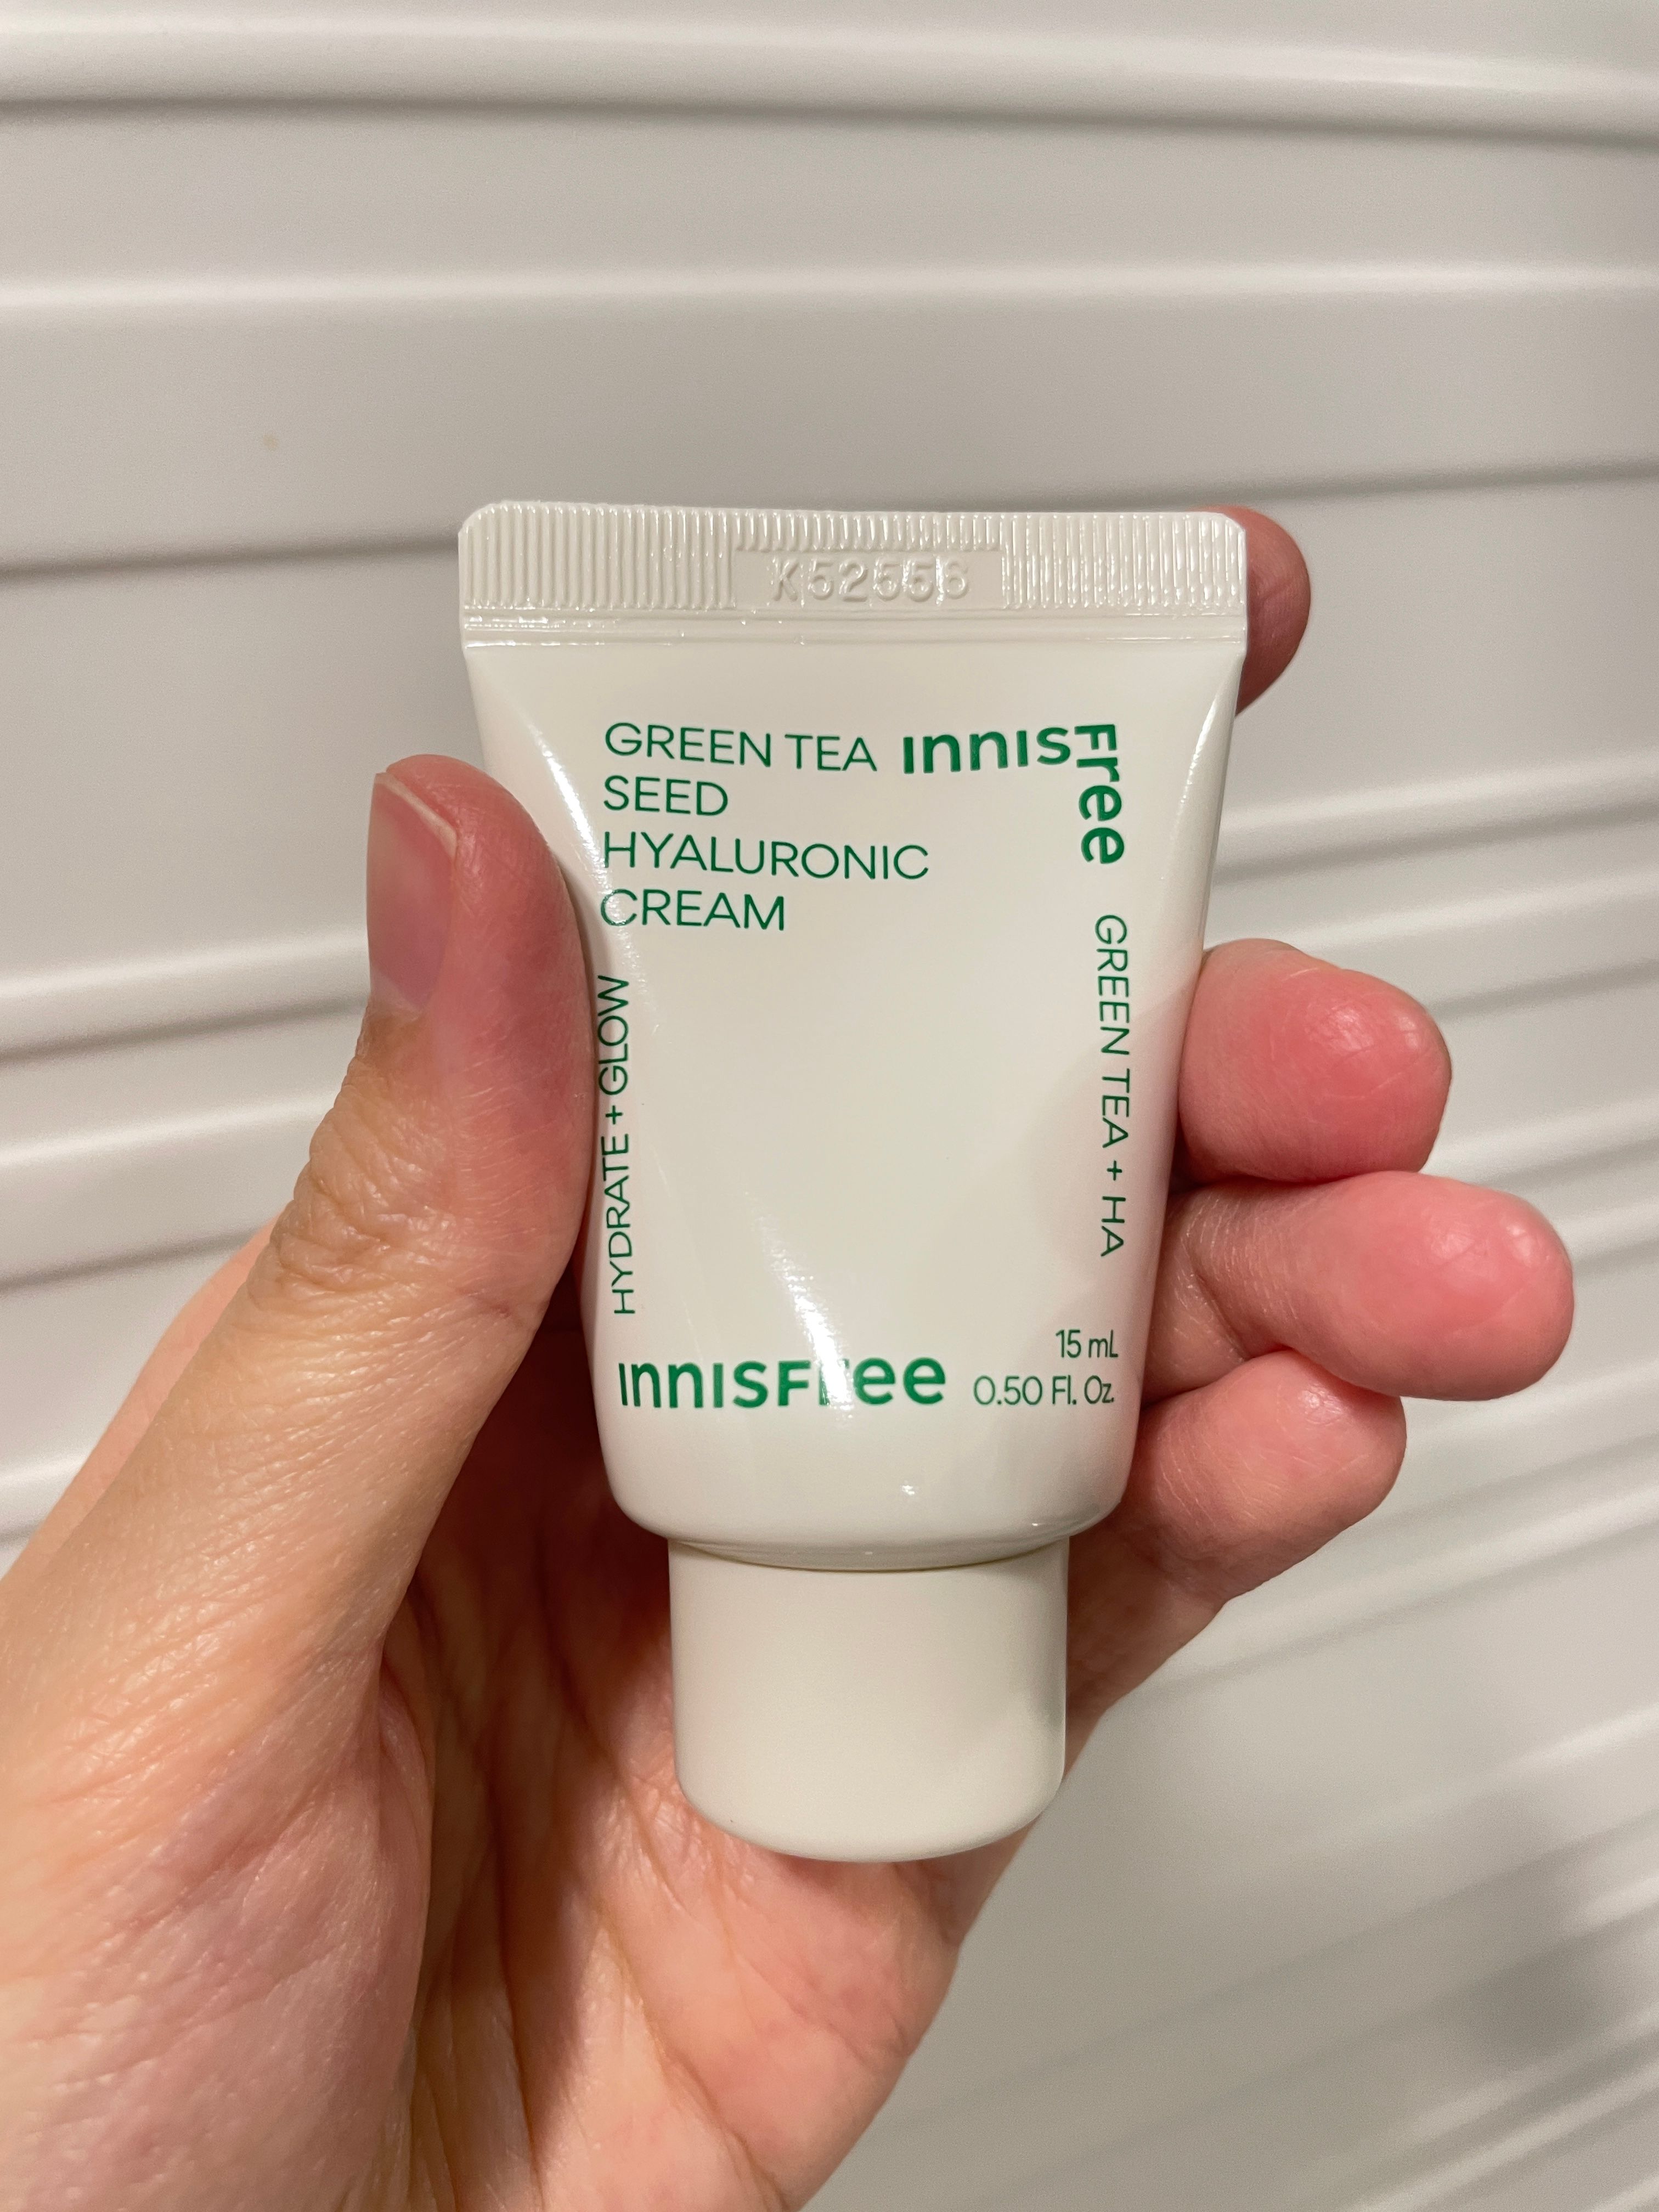 K52556
GREEN TEA
SEED
HYALURONIC
CREAM
innisFree
GREEN TEA + HA
HYDRATE + GLOW
innisFree
15 mL
0.50 Fl. Oz.